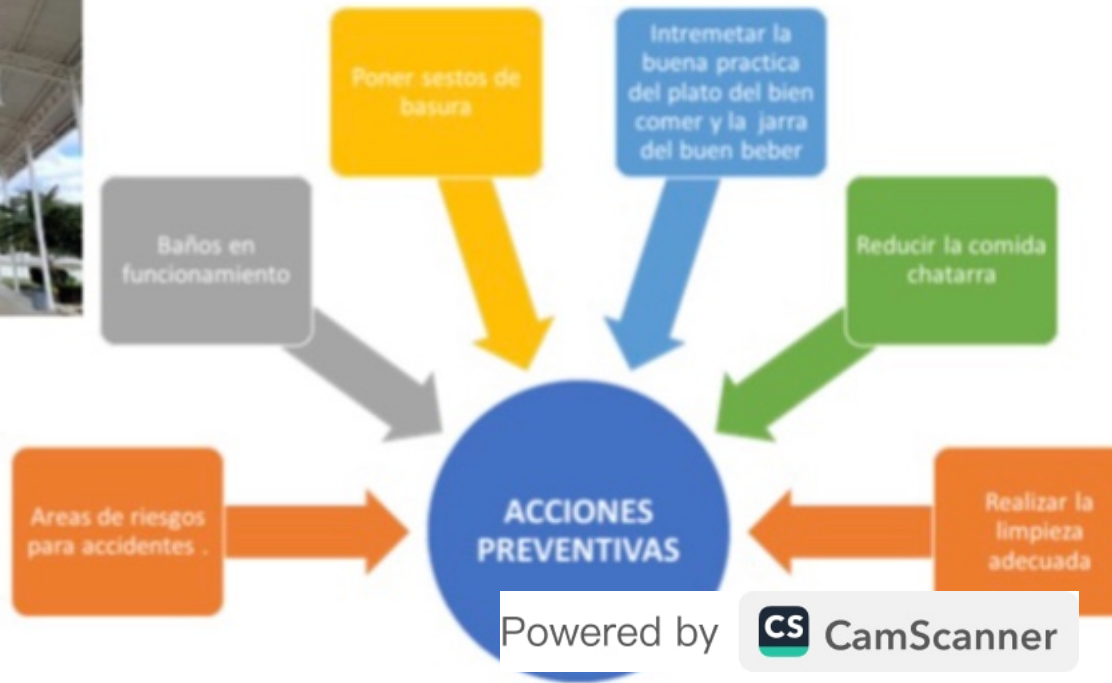 Poner sestos de
basura
Intremetar la
buena practica
del plato del bien
comer y la jarra
del buen beber
Baños en
funcionamiento
Reducir la comida
chatarra
Areas de riesgos
para accidentes .
ACCIONES
PREVENTIVAS
Realizar la
limpieza
adecuada
Powered by CS CamScanner